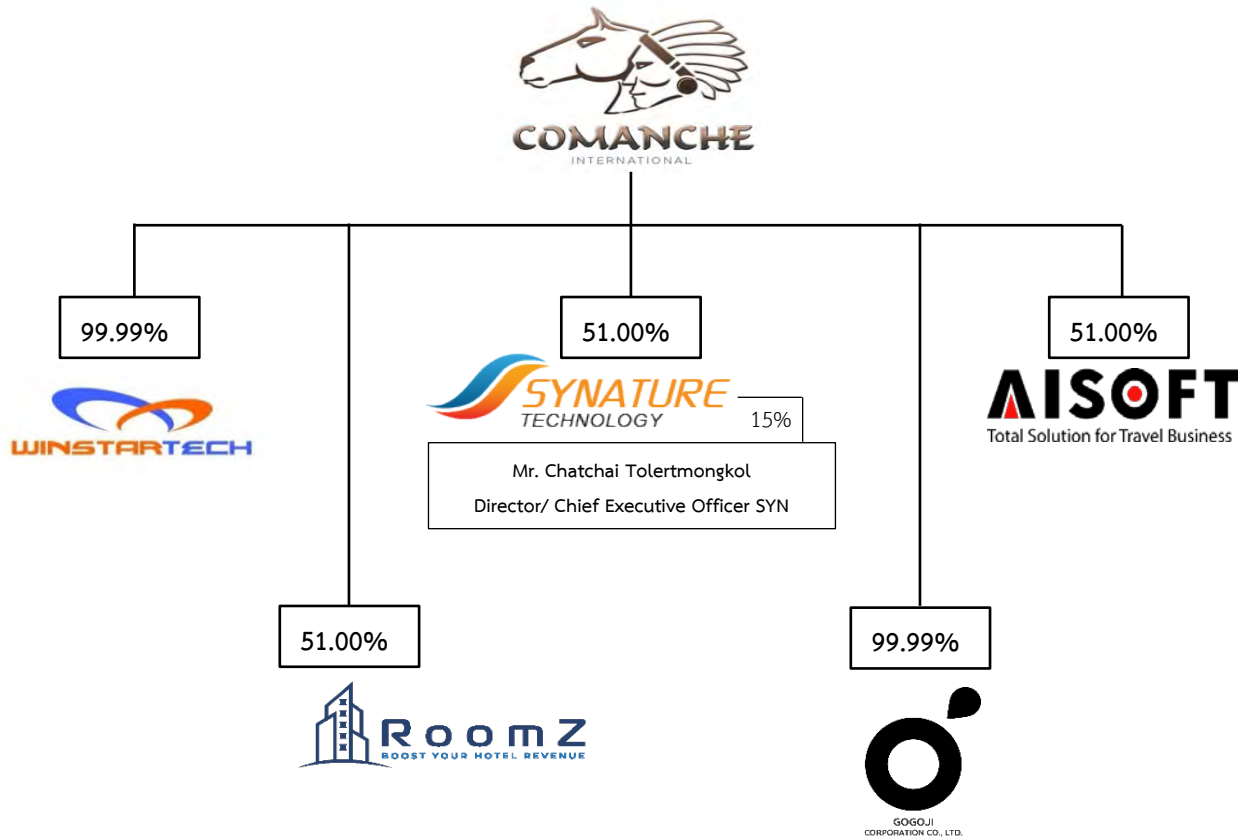 COMANCHE
INTERNATIONAL
99.99%
51.00%
51.00%
WINSTARTECH
SYNATURE
TECHNOLOGY
15%
AISOFT
Total Solution for Travel Business
Mr. Chatchai Tolertmongkol
Director/ Chief Executive Officer SYN
51.00%
99.99%
RoomZ
BOOST YOUR HOTEL REVENUE
GOGOJI
CORPORATION CO., LTD.